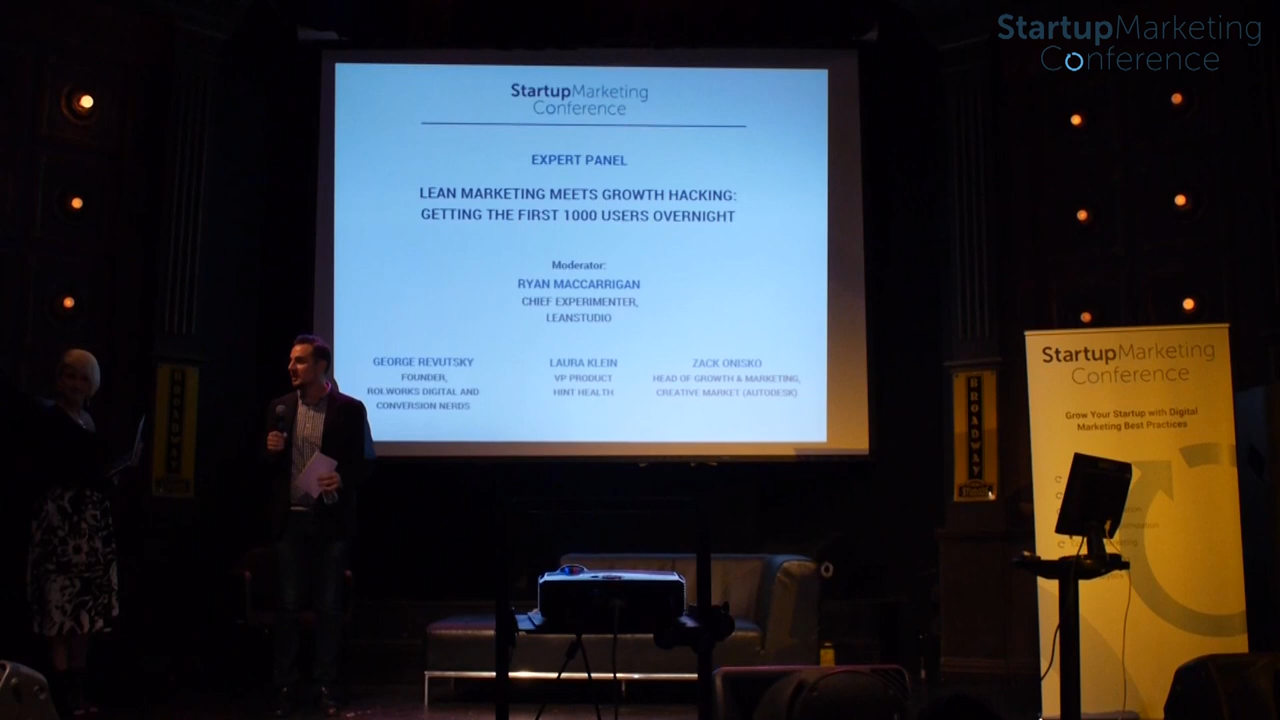 StartupMarketing
Conference
StartupMarketing
Conference
EXPERT PANEL
LEAN MARKETING MEETS GROWTH HACKING:
GETTING THE FIRST 1000 USERS OVERNIGHT
Moderator:
RYAN MACCARRIGAN
CHIEF EXPERIMENTER,
LEANSTUDIO
GEORGE REVUTSKY
FOUNDER,
ROI.WORKS DIGITAL AND
CONVERSION NERDS
LAURA KLEIN
VP PRODUCT
HINT HEALTH
ZACK ONISKO
HEAD OF GROWTH & MARKETING,
CREATIVE MARKET (AUTODESK)
BROADWAY
BROADWAY
StartupMarketing
Conference
Grow Your Startup with Digital
Marketing Best Practices